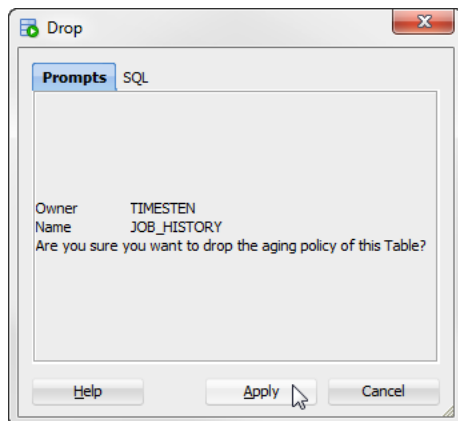 Drop
Prompts SQL
Owner TIMESTEN
Name JOB_HISTORY
Are you sure you want to drop the aging policy of this Table?
Help Apply Cancel